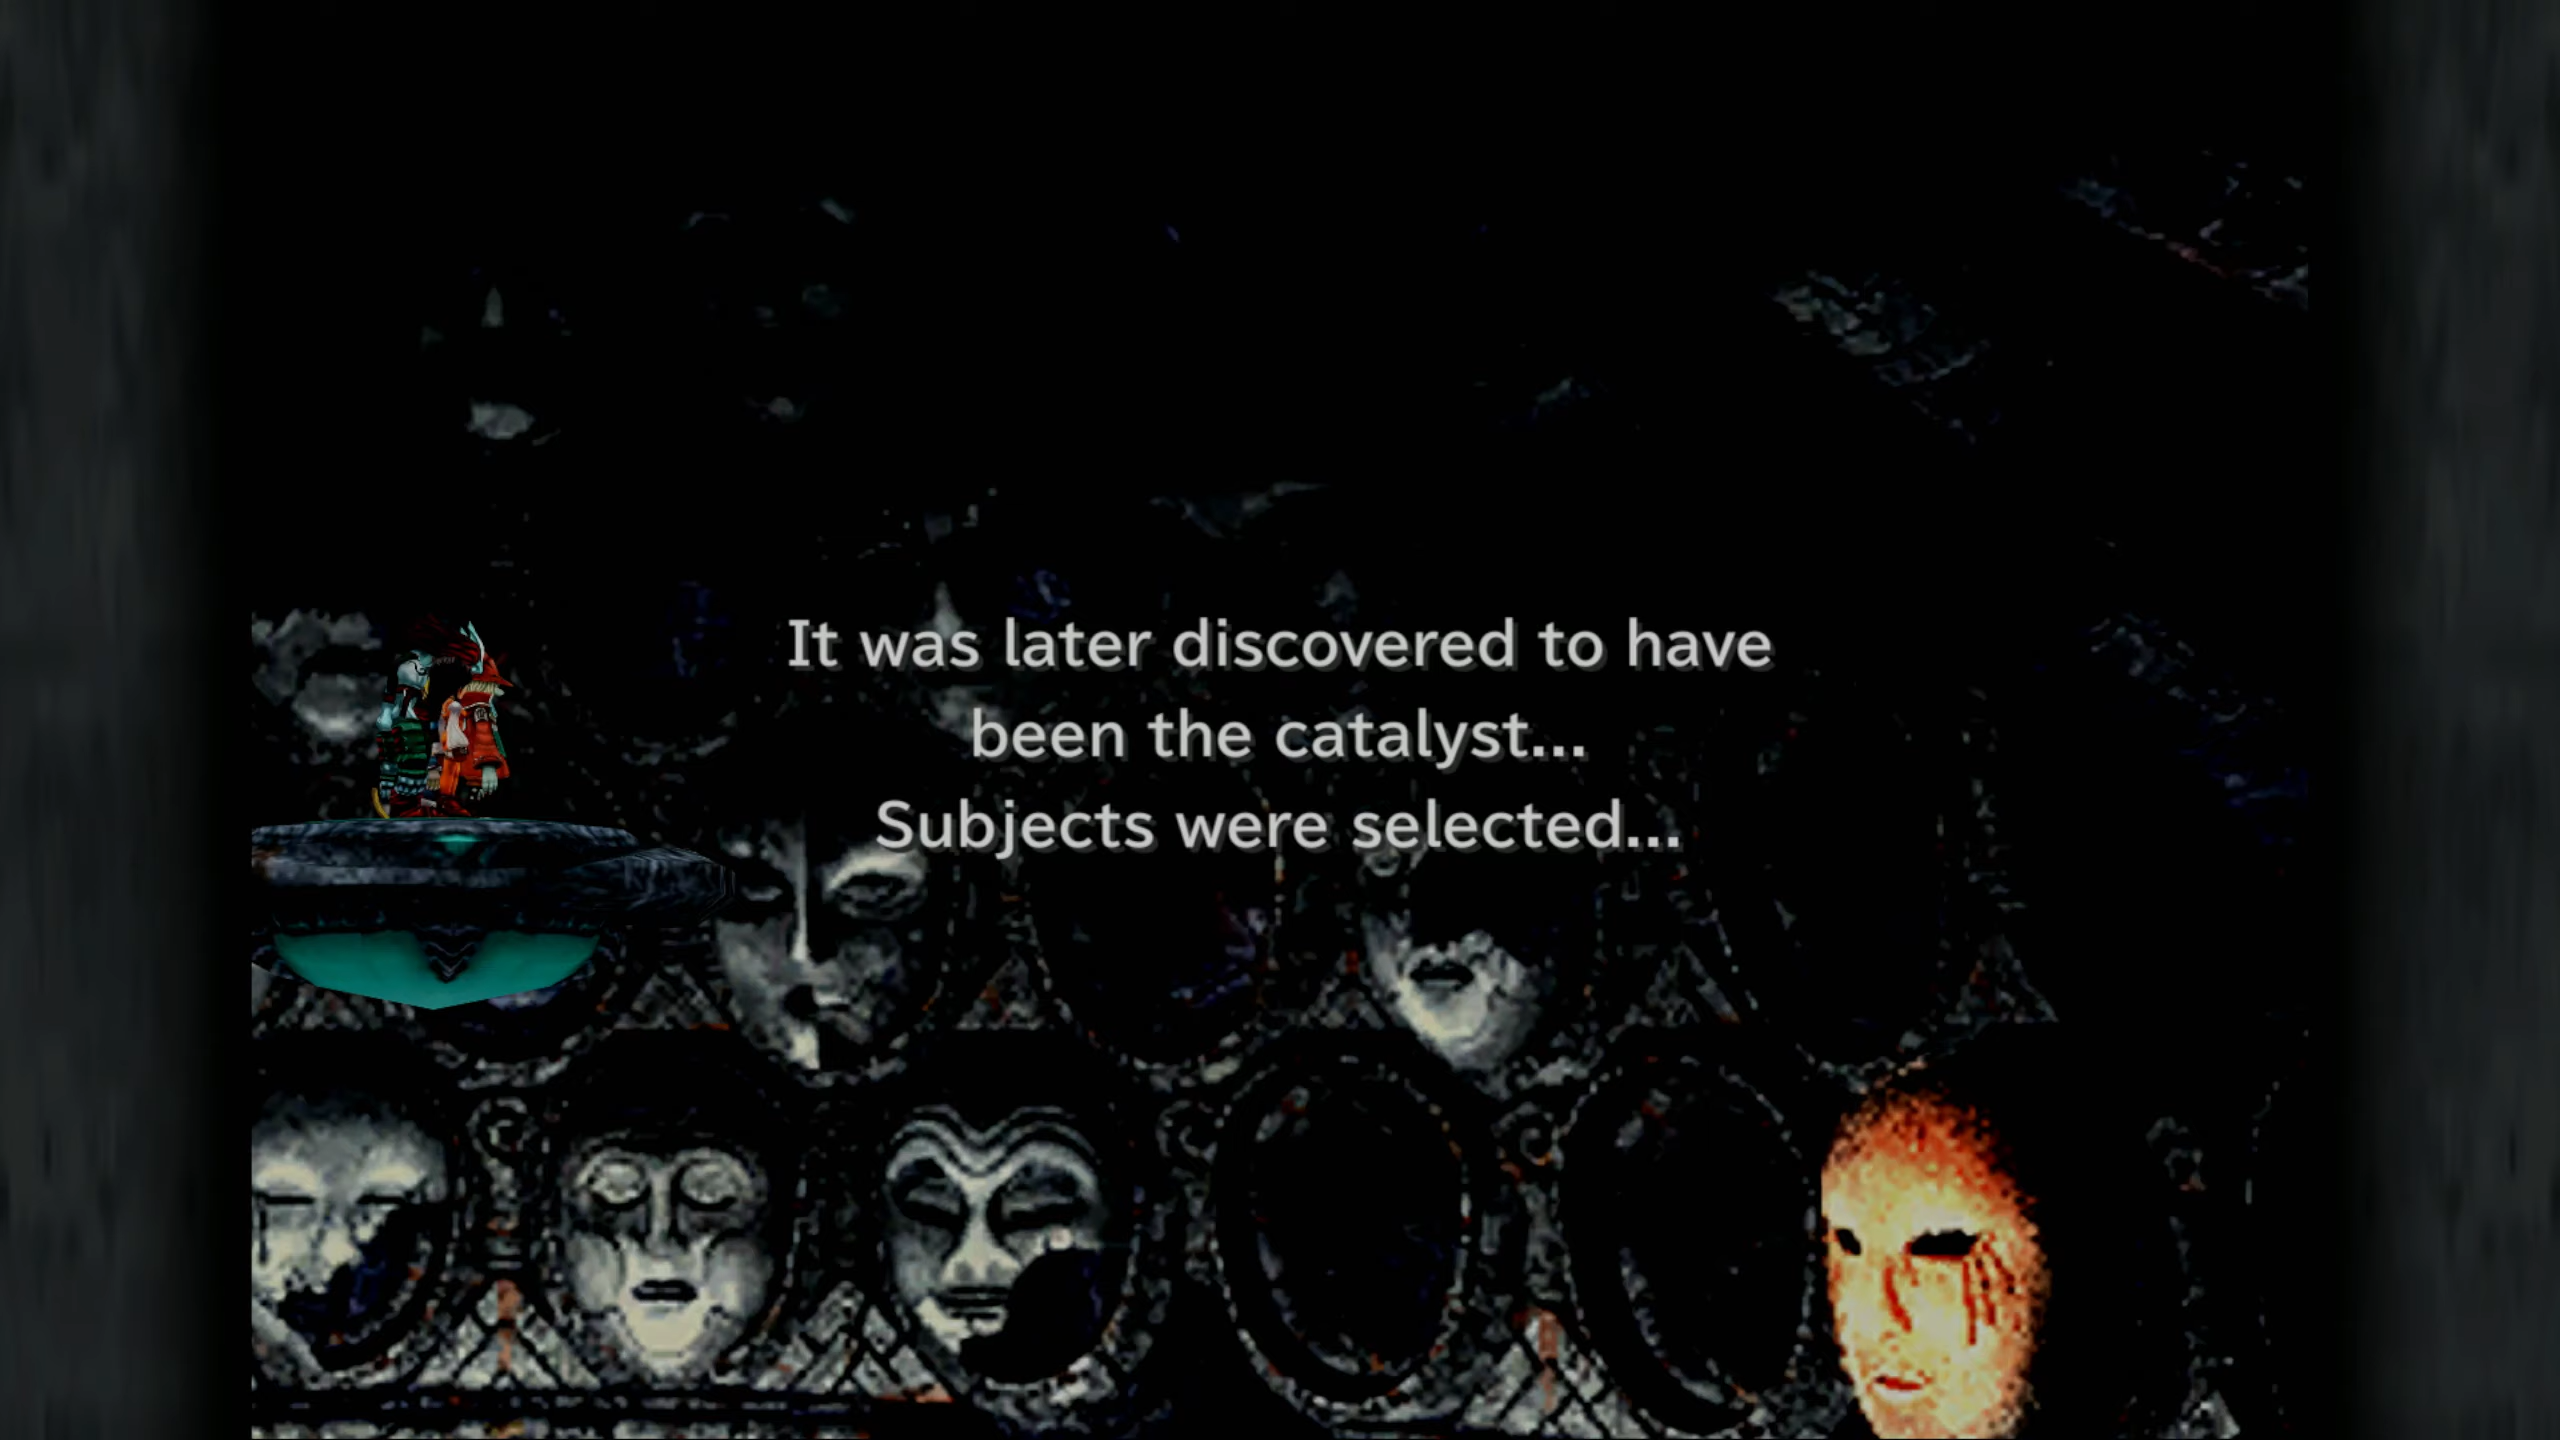 It was later discovered to have
been the catalyst...
Subjects were selected...